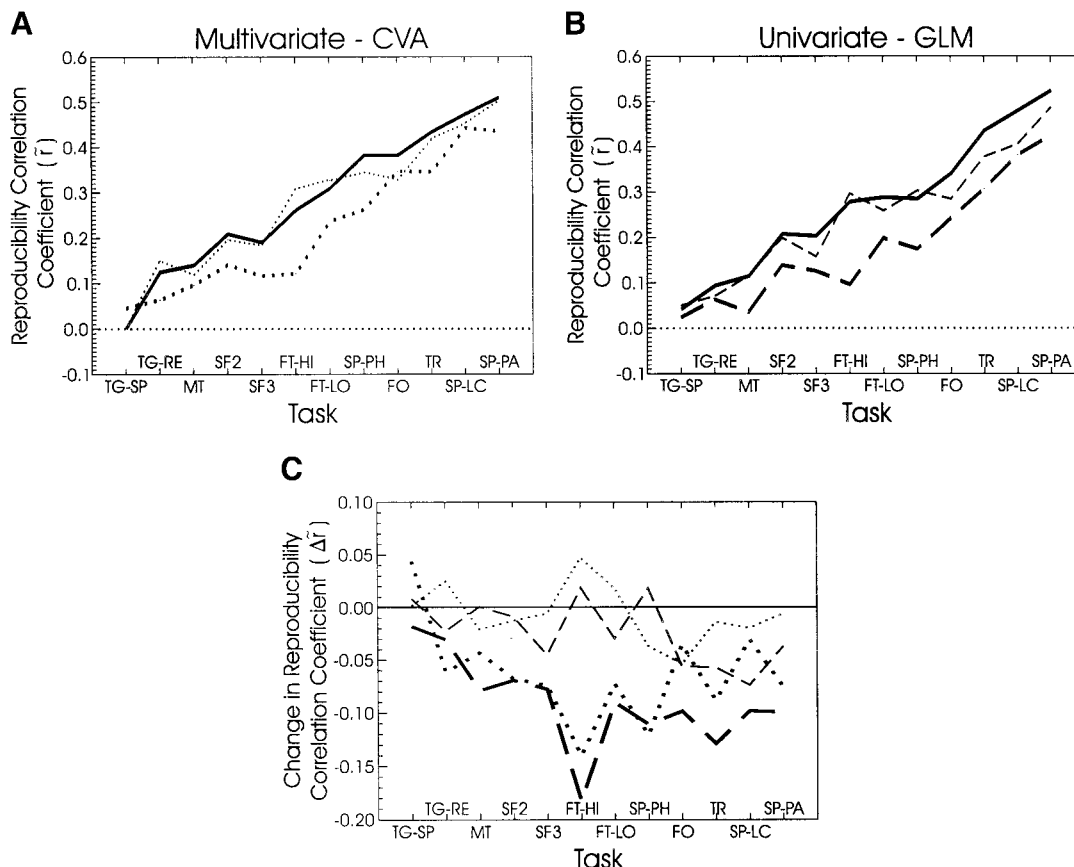 A
Multivariate - CVA
Reproducibility Correlation
Coefficient ( r̃ )
0.6
0.5
0.4
0.3
0.2
0.1
0.0
-0.1
TG-RE SF2 FT-HI SP-PH TR SP-PA
TG-SP MT SF3 FT-LO FO SP-LC
Task
B
Univariate - GLM
Reproducibility Correlation
Coefficient ( r̃ )
0.6
0.5
0.4
0.3
0.2
0.1
0.0
-0.1
TG-RE SF2 FT-HI SP-PH TR SP-PA
TG-SP MT SF3 FT-LO FO SP-LC
Task
C
Change in Reproducibility
Correlation Coefficient ( Δr̃ )
0.10
0.05
0.00
-0.05
-0.10
-0.15
-0.20
TG-RE SF2 FT-HI SP-PH TR SP-PA
TG-SP MT SF3 FT-LO FO SP-LC
Task